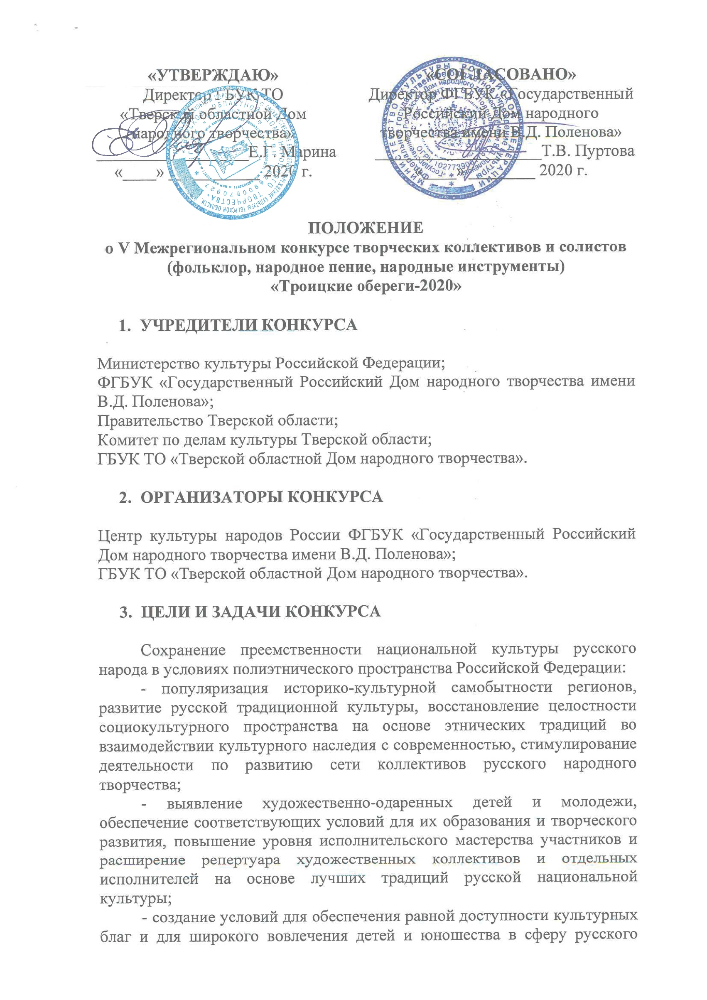 «УТВЕРЖДАЮ»
Директор ГБУК ТО
«Тверской областной Дом
народного творчества»
Е.Г. Марина
«____» ___________ 2020 г.
«СОГЛАСОВАНО»
Директор ФГБУК «Государственный
Российский Дом народного
творчества имени В.Д. Поленова»
Т.В. Пуртова
«____» ________ 2020 г.
ПОЛОЖЕНИЕ
о V Межрегиональном конкурсе творческих коллективов и солистов
(фольклор, народное пение, народные инструменты)
«Троицкие обереги-2020»
1. УЧРЕДИТЕЛИ КОНКУРСА
Министерство культуры Российской Федерации;
ФГБУК «Государственный Российский Дом народного творчества имени
В.Д. Поленова»;
Правительство Тверской области;
Комитет по делам культуры Тверской области;
ГБУК ТО «Тверской областной Дом народного творчества».
2. ОРГАНИЗАТОРЫ КОНКУРСА
Центр культуры народов России ФГБУК «Государственный Российский
Дом народного творчества имени В.Д. Поленова»;
ГБУК ТО «Тверской областной Дом народного творчества».
3. ЦЕЛИ И ЗАДАЧИ КОНКУРСА
Сохранение преемственности национальной культуры русского
народа в условиях полиэтнического пространства Российской Федерации:
- популяризация историко-культурной самобытности регионов,
развитие русской традиционной культуры, восстановление целостности
социокультурного пространства на основе этнических традиций во
взаимодействии культурного наследия с современностью, стимулирование
деятельности по развитию сети коллективов русского народного
творчества;
- выявление художественно-одаренных детей и молодежи,
обеспечение соответствующих условий для их образования и творческого
развития, повышение уровня исполнительского мастерства участников и
расширение репертуара художественных коллективов и отдельных
исполнителей на основе лучших традиций русской национальной
культуры;
- создание условий для обеспечения равной доступности культурных
благ и для широкого вовлечения детей и юношества в сферу русского